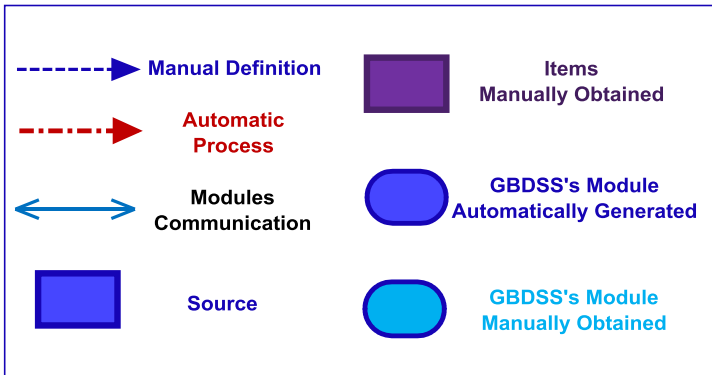 Manual Definition
Automatic
Process
Modules
Communication
Source
Items
Manually Obtained
GBDSS's Module
Automatically Generated
GBDSS's Module
Manually Obtained